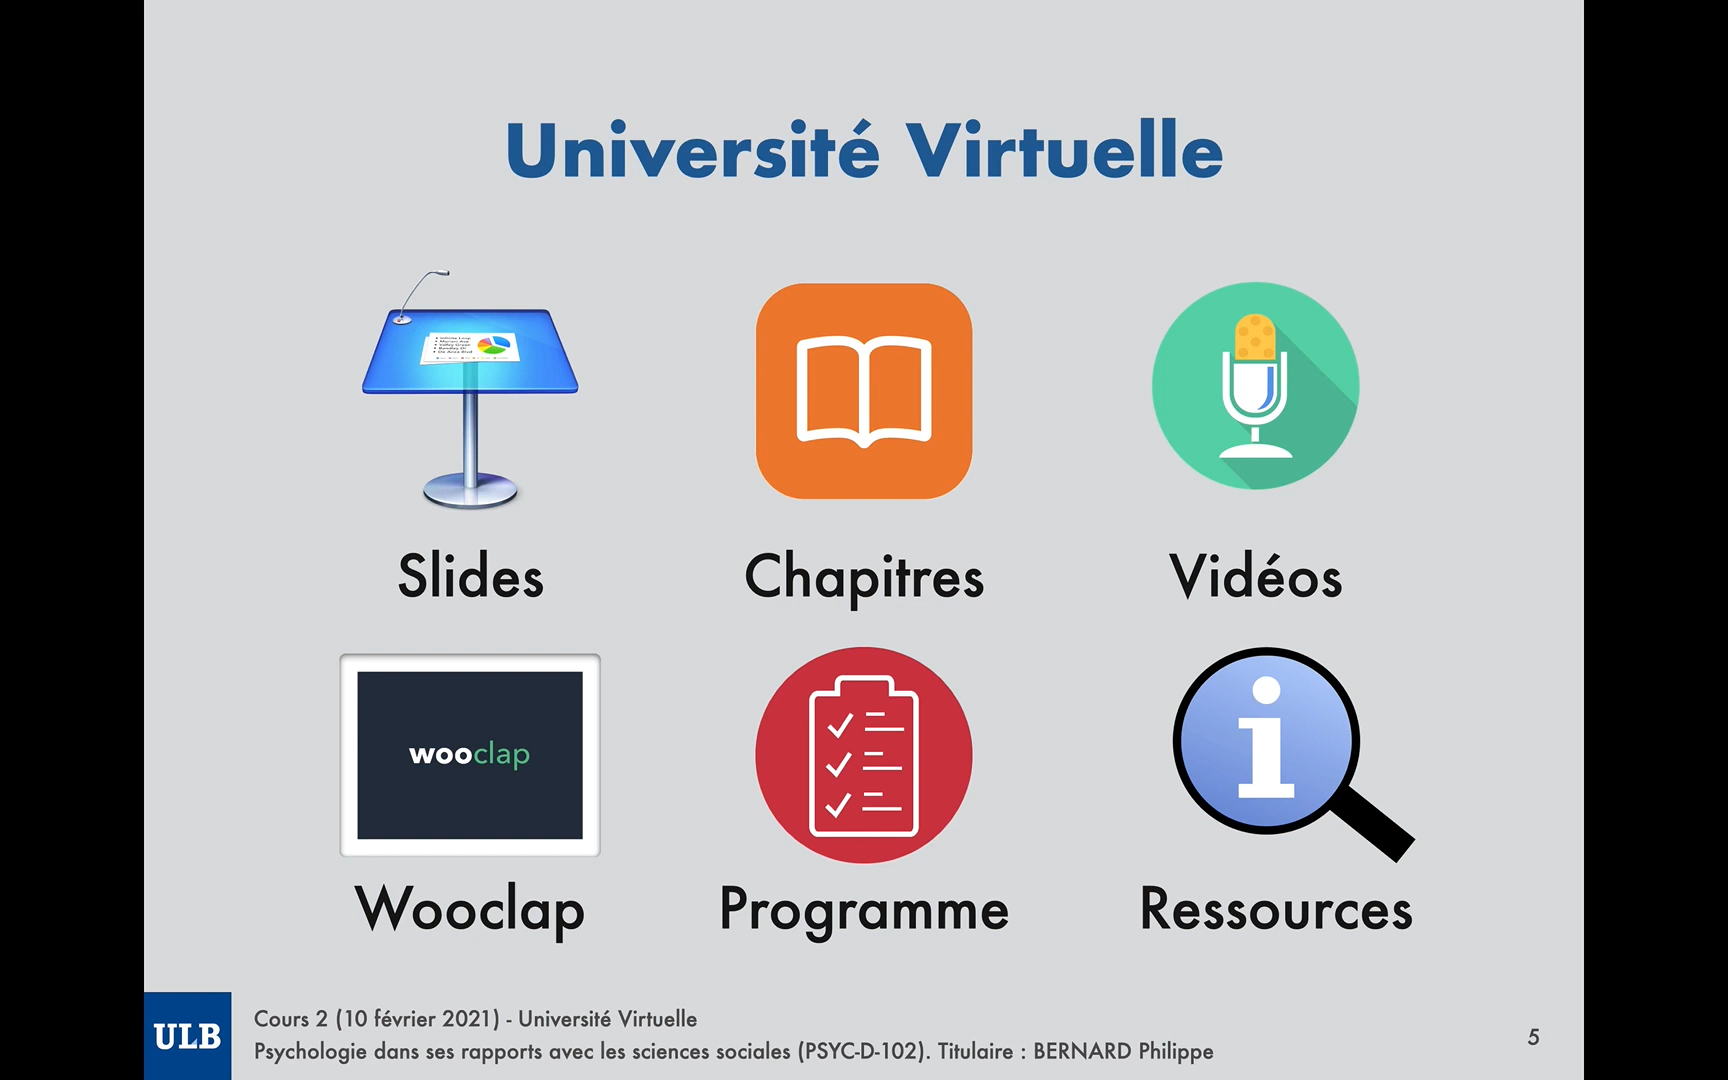 Université Virtuelle
Slides
Chapitres
Vidéos
wooclap
Wooclap
Programme
Ressources
ULB
Cours 2 (10 février 2021) - Université Virtuelle
Psychologie dans ses rapports avec les sciences sociales (PSYC-D-102). Titulaire : BERNARD Philippe
5